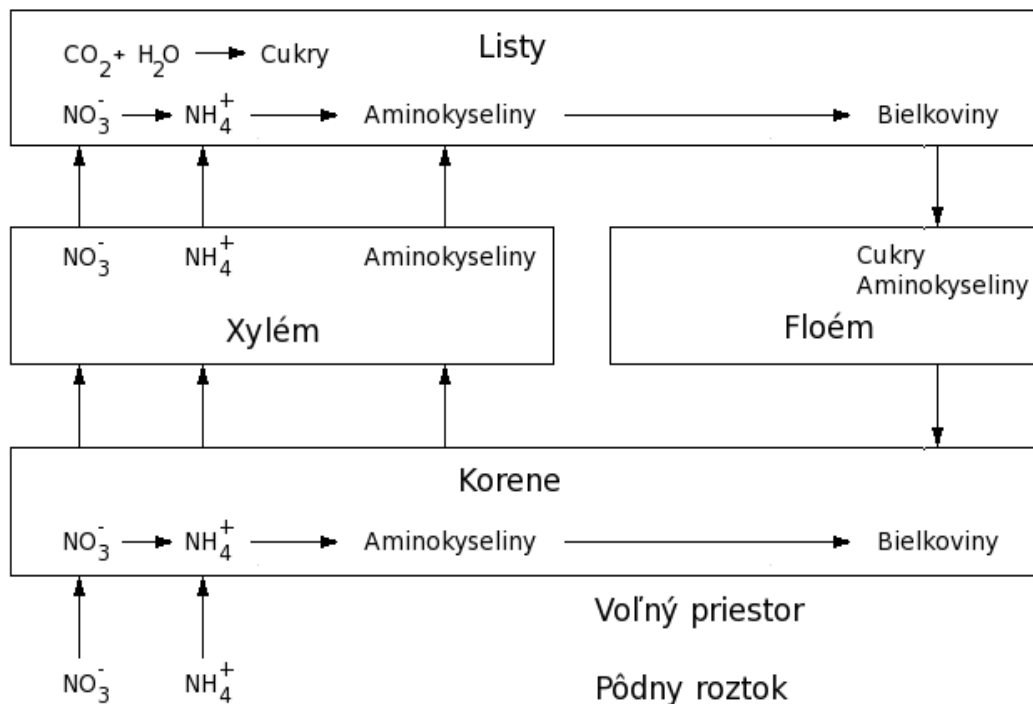 Listy
CO₂ + H₂O Cukry
NO₃⁻ NH₄⁺ Aminokyseliny Bielkoviny
NO₃⁻ NH₄⁺ Aminokyseliny
Xylém
Cukry
Aminokyseliny
Floém
Korene
NO₃⁻ NH₄⁺ Aminokyseliny Bielkoviny
Voľný priestor
NO₃⁻ NH₄⁺ Pôdny roztok